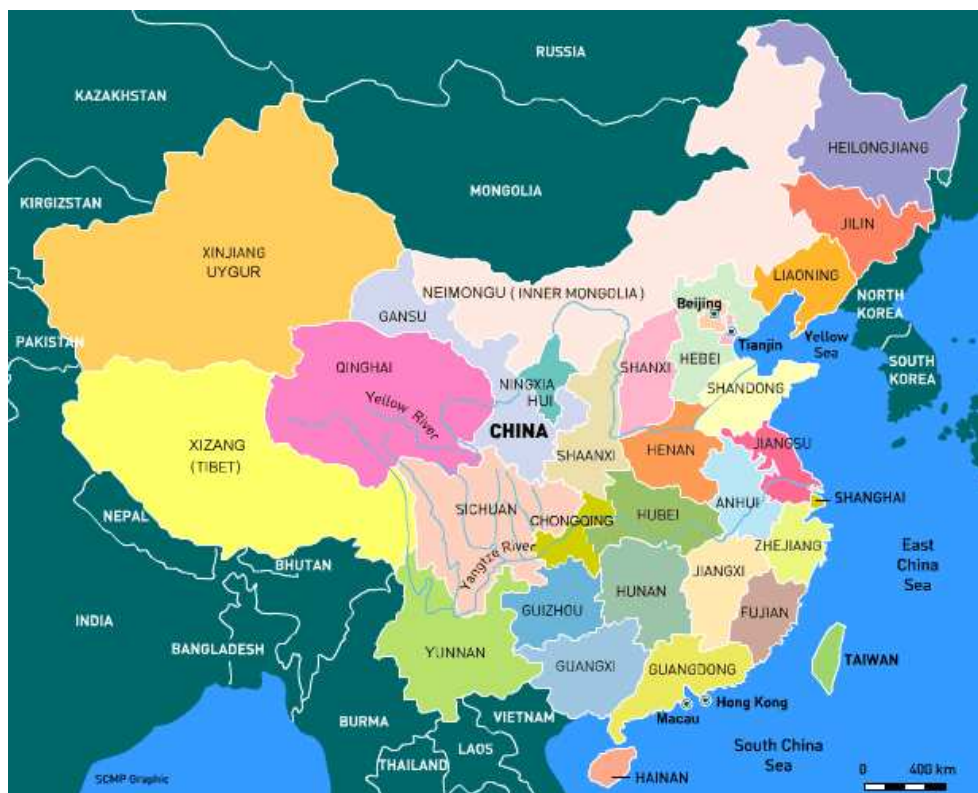 RUSSIA
KAZAKHSTAN
HEILONGJIANG
MONGOLIA
KIRGIZSTAN
JILIN
XINJIANG
UYGUR
LIAONING
NEIMONGU (INNER MONGOLIA)
Beijing
NORTH
KOREA
GANSU
PAKISTAN
Tianjin
Yellow
Sea
QINGHAI
SHANXI
HEBEI
SOUTH
KOREA
NINGXIA
HUI
SHANDONG
Yellow River
CHINA
XIZANG
(TIBET)
SHAANXI
HENAN
JIANGSU
SHANGHAI
NEPAL
SICHUAN
CHONGQING
HUBEI
ANHUI
Yangtze River
ZHEJIANG
East
China
Sea
BHUTAN
JIANGXI
HUNAN
INDIA
GUIZHOU
FUJIAN
BANGLADESH
YUNNAN
GUANGXI
GUANGDONG
TAIWAN
Hong Kong
Macau
BURMA
VIETNAM
LAOS
THAILAND
South China
Sea
HAINAN
SCMP Graphic
0 400 km